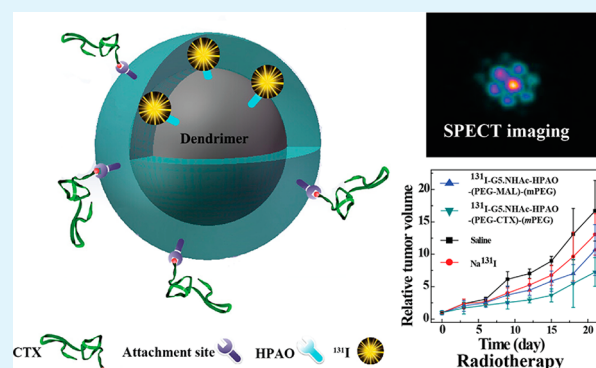 Dendrimer
CTX
Attachment site
HPAO
¹³¹I
SPECT imaging
Relative tumor volume
20
15
10
5
0
¹³¹I-G5.NHAc-HPAO
-(PEG-MAL)-(mPEG)
¹³¹I-G5.NHAc-HPAO
-(PEG-CTX)-(mPEG)
Saline
Na¹³¹I
0 5 10 15 20
Time (day)
Radiotherapy